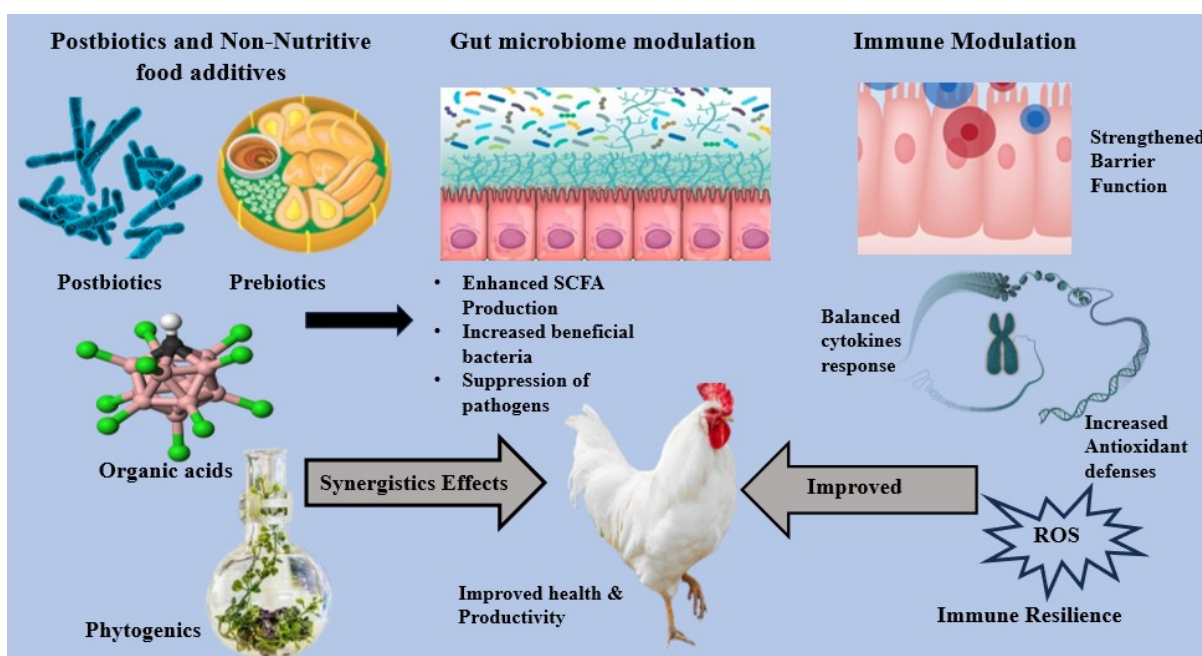 Postbiotics and Non-Nutritive
food additives
Postbiotics
Prebiotics
Organic acids
Phytogenics
Gut microbiome modulation
• Enhanced SCFA
Production
• Increased beneficial
bacteria
• Suppression of
pathogens
Synergistics Effects
Improved health &
Productivity
Immune Modulation
Strengthened
Barrier
Function
Balanced
cytokines
response
Increased
Antioxidant
defenses
Improved
ROS
Immune Resilience